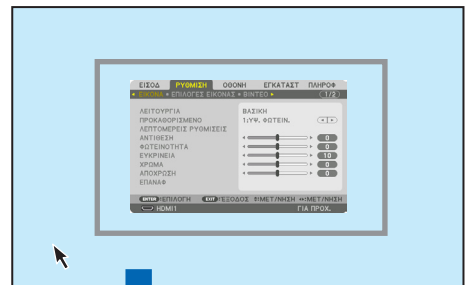 ΕΙΣΟΔ ΡΥΘΜΙΣΗ ΟΘΟΝΗ ΕΓΚΑΤΑΣΤ ΠΛΗΡΟΦ
ΕΙΚΟΝΑ • ΕΠΙΛΟΓΕΣ ΕΙΚΟΝΑΣ • ΒΙΝΤΕΟ (1/2)
ΛΕΙΤΟΥΡΓΙΑ ΒΑΣΙΚΗ
ΠΡΟΚΑΘΟΡΙΣΜΕΝΟ 1:ΥΨ. ΦΩΤΕΙΝ.
ΛΕΠΤΟΜΕΡΕΙΣ ΡΥΘΜΙΣΕΙΣ
ΑΝΤΙΘΕΣΗ 0
ΦΩΤΕΙΝΟΤΗΤΑ 0
ΕΥΚΡΙΝΕΙΑ 10
ΧΡΩΜΑ 0
ΑΠΟΧΡΩΣΗ 0
ΕΠΑΝΑΦ
ENTER:ΕΠΙΛΟΓΗ EXIT:ΕΞΟΔΟΣ ↕:ΜΕΤ/ΝΗΣΗ ↔:ΜΕΤ/ΝΗΣΗ
HDMI1 ΓΙΑ ΠΡΟΧ.